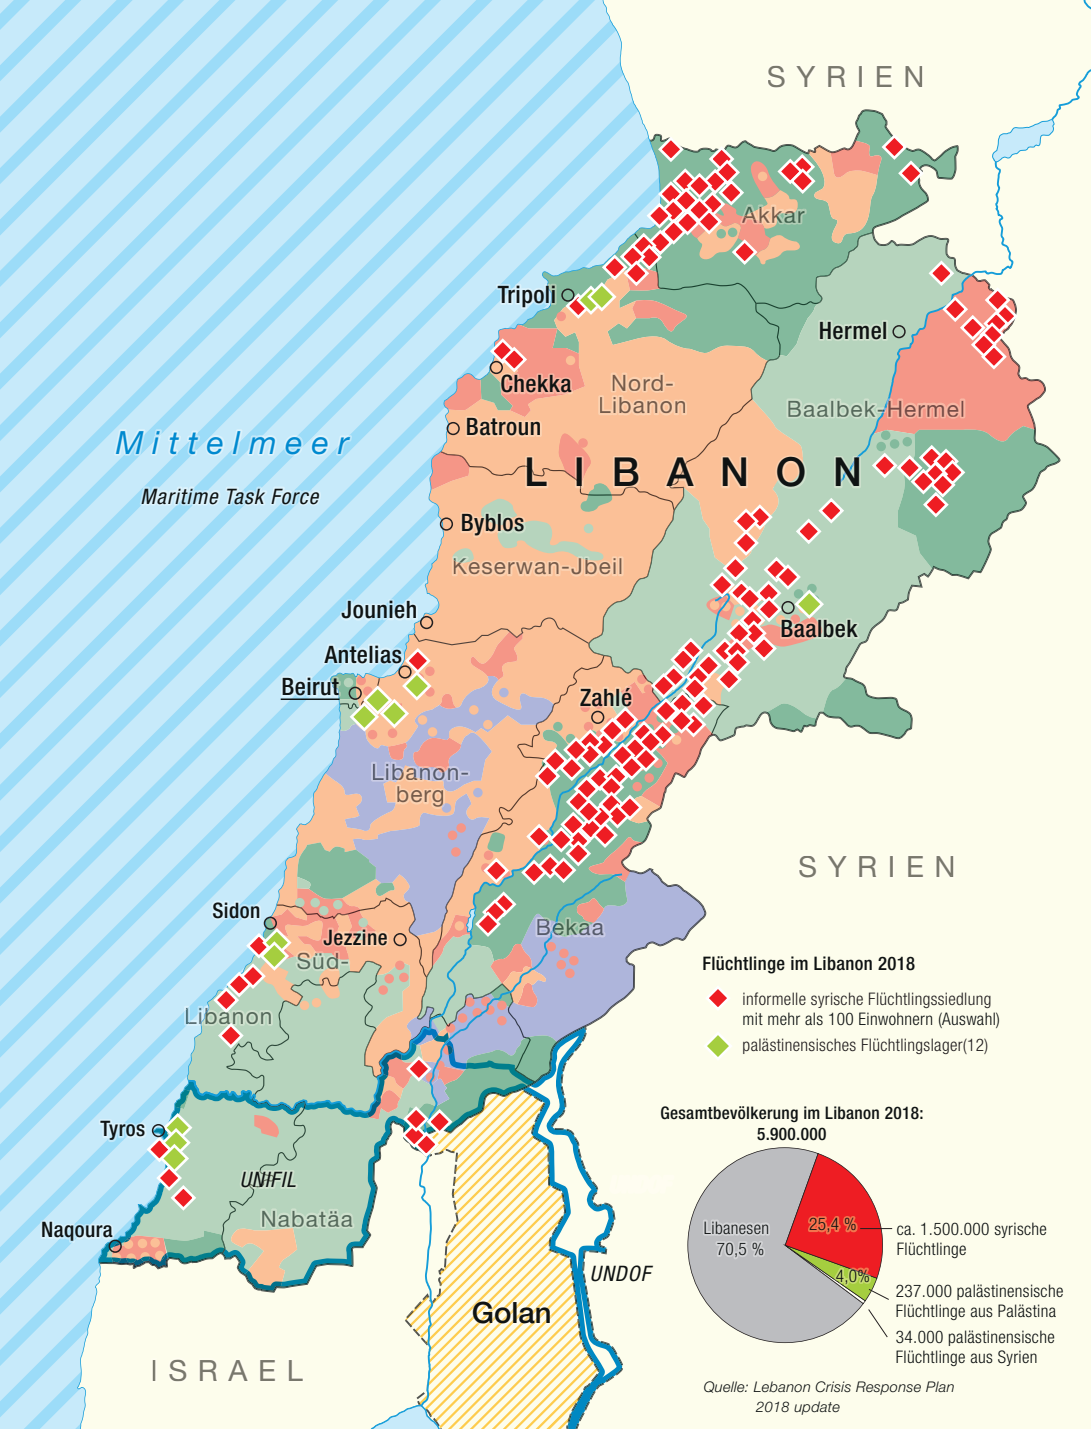 SYRIEN
Akkar
Tripoli
Hermel
Chekka
Nord-
Libanon
Baalbek-Hermel
Batroun
Mittelmeer
LIBANON
Maritime Task Force
Byblos
Keserwan-Jbeil
Jounieh
Baalbek
Antelias
Beirut
Zahlé
Libanon-
berg
SYRIEN
Sidon
Jezzine
Bekaa
Süd-
Libanon
Flüchtlinge im Libanon 2018
informelle syrische Flüchtlingssiedlung
mit mehr als 100 Einwohnern (Auswahl)
palästinensisches Flüchtlingslager(12)
Tyros
UNIFIL
Nabatäa
Naqoura
UNDOF
Golan
ISRAEL
Gesamtbevölkerung im Libanon 2018:
5.900.000
Libanesen
70,5 %
25,4 %
4,0%
ca. 1.500.000 syrische
Flüchtlinge
237.000 palästinensische
Flüchtlinge aus Palästina
34.000 palästinensische
Flüchtlinge aus Syrien
Quelle: Lebanon Crisis Response Plan
2018 update